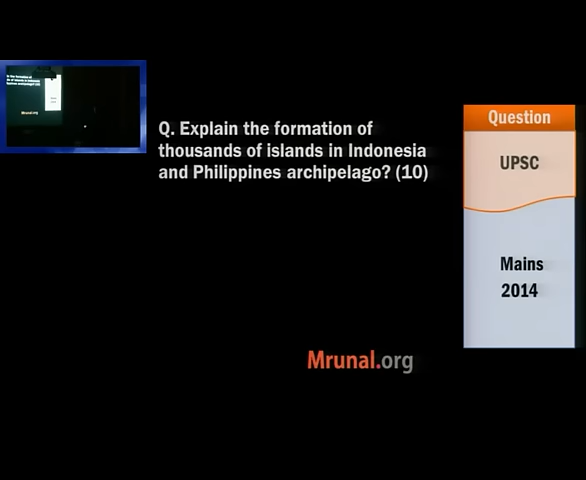 Q. Explain the formation of
thousands of islands in Indonesia
and Philippines archipelago? (10)
Question
UPSC
Mains
2014
Mrunal.org